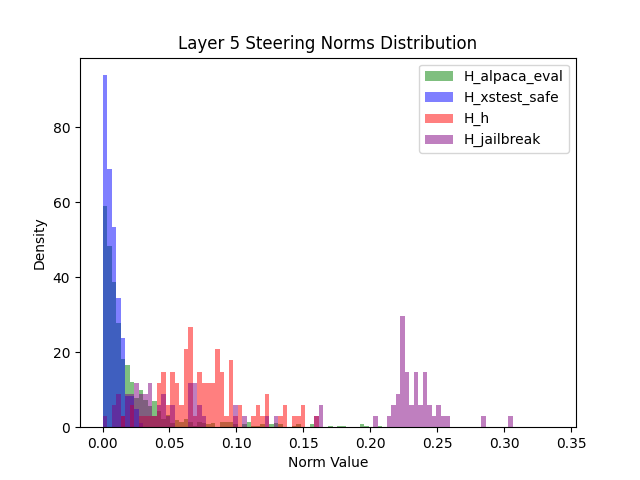 Layer 5 Steering Norms Distribution
H_alpaca_eval
H_xstest_safe
H_h
H_jailbreak
Density
80
60
40
20
0
0.00 0.05 0.10 0.15 0.20 0.25 0.30 0.35
Norm Value